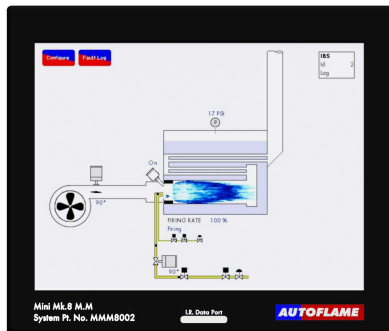 Configure
Fault Log
IBS
Id: 2
Lag
17 PSI
P
On
90°
FIRING RATE 100 %
Firing
90°
Mini Mk.8 M.M
System Pt. No. MMM8002
I.R. Data Port
AUTOFLAME